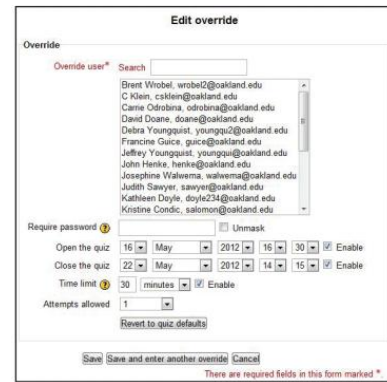 Edit override
Override
Override user* Search
Brent Wrobel, wrobel2@oakland.edu
C Klein, csklein@oakland.edu
Carrie Odrobina, odrobina@oakland.edu
David Doane, doane@oakland.edu
Debra Youngquist, youngqu2@oakland.edu
Francine Guice, guice@oakland.edu
Jeffrey Youngquist, youngqui@oakland.edu
John Henke, henke@oakland.edu
Josephine Walwema, walwema@oakland.edu
Judith Sawyer, sawyer@oakland.edu
Kathleen Doyle, doyle234@oakland.edu
Kristine Condic, salomon@oakland.edu
Require password ? Unmask
Open the quiz 16 May 2012 16 30 Enable
Close the quiz 22 May 2012 14 15 Enable
Time limit ? 30 minutes Enable
Attempts allowed 1
Revert to quiz defaults
Save Save and enter another override Cancel
There are required fields in this form marked *.